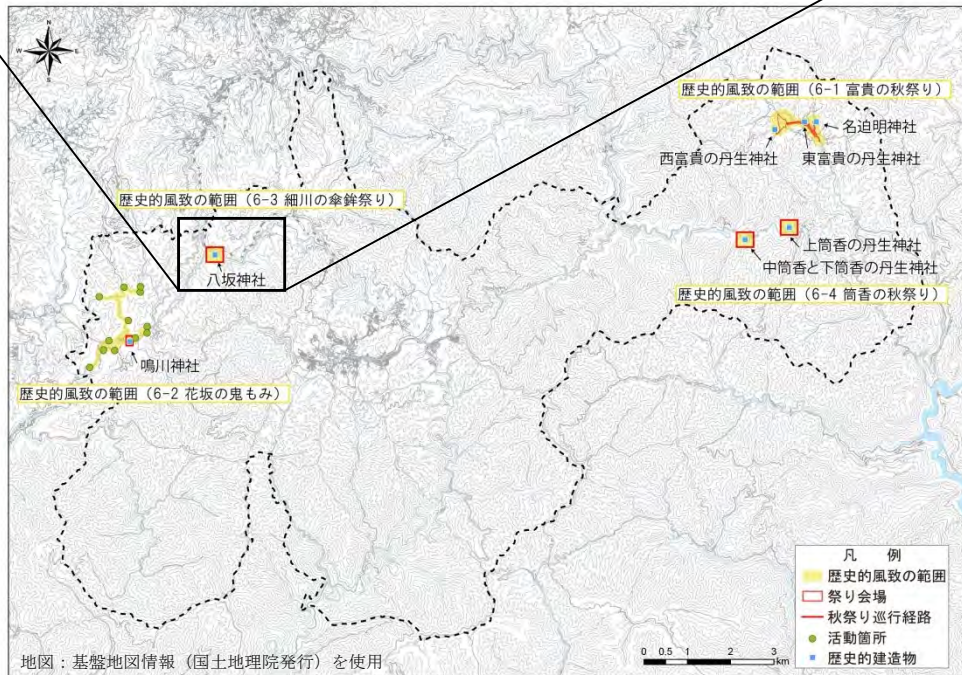 N
W
E
S
歴史的風致の範囲（6-1 富貴の秋祭り）
名迫明神社
西富貴の丹生神社
東富貴の丹生神社
歴史的風致の範囲（6-3 細川の傘鉾祭り）
八坂神社
上筒香の丹生神社
中筒香と下筒香の丹生神社
歴史的風致の範囲（6-4 筒香の秋祭り）
鳴川神社
歴史的風致の範囲（6-2 花坂の鬼もみ）
凡 例
歴史的風致の範囲
祭り会場
秋祭り巡行経路
活動箇所
歴史的建造物
地図：基盤地図情報（国土地理院発行）を使用
0 0.5 1 2 3
km